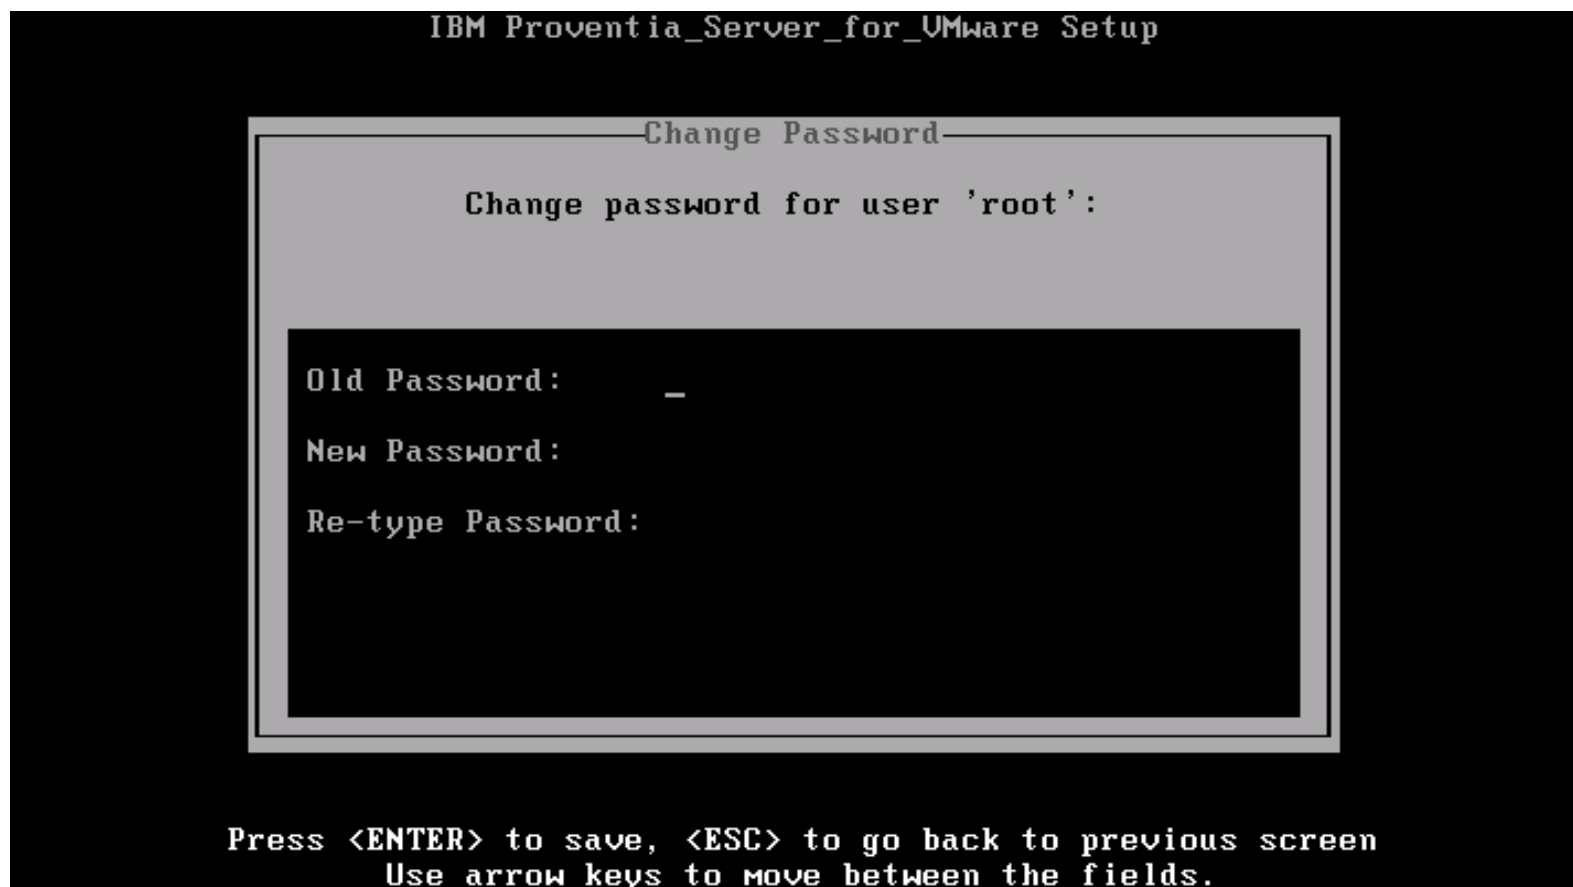 IBM Proventia_Server_for_VMware Setup
Change Password
Change password for user 'root':
Old Password: _
New Password:
Re-type Password:
Press <ENTER> to save, <ESC> to go back to previous screen
Use arrow keys to move between the fields.